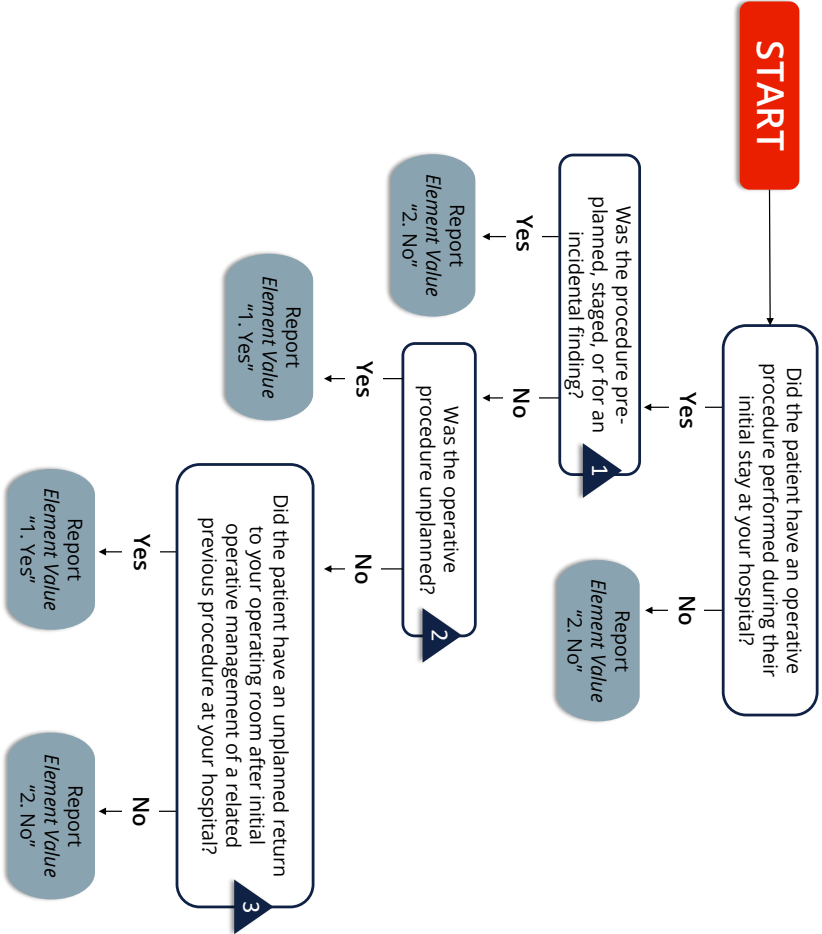 START
Did the patient have an operative
procedure performed during their
initial stay at your hospital?
Yes
No
Was the procedure pre-
planned, staged, or for an
incidental finding?
1
Report
Element Value
“2. No”
Yes
No
Report
Element Value
“2. No”
Was the operative
procedure unplanned?
2
Yes
No
Report
Element Value
“1. Yes”
Did the patient have an unplanned return
to your operating room after initial
operative management of a related
previous procedure at your hospital?
3
Yes
No
Report
Element Value
“1. Yes”
Report
Element Value
“2. No”